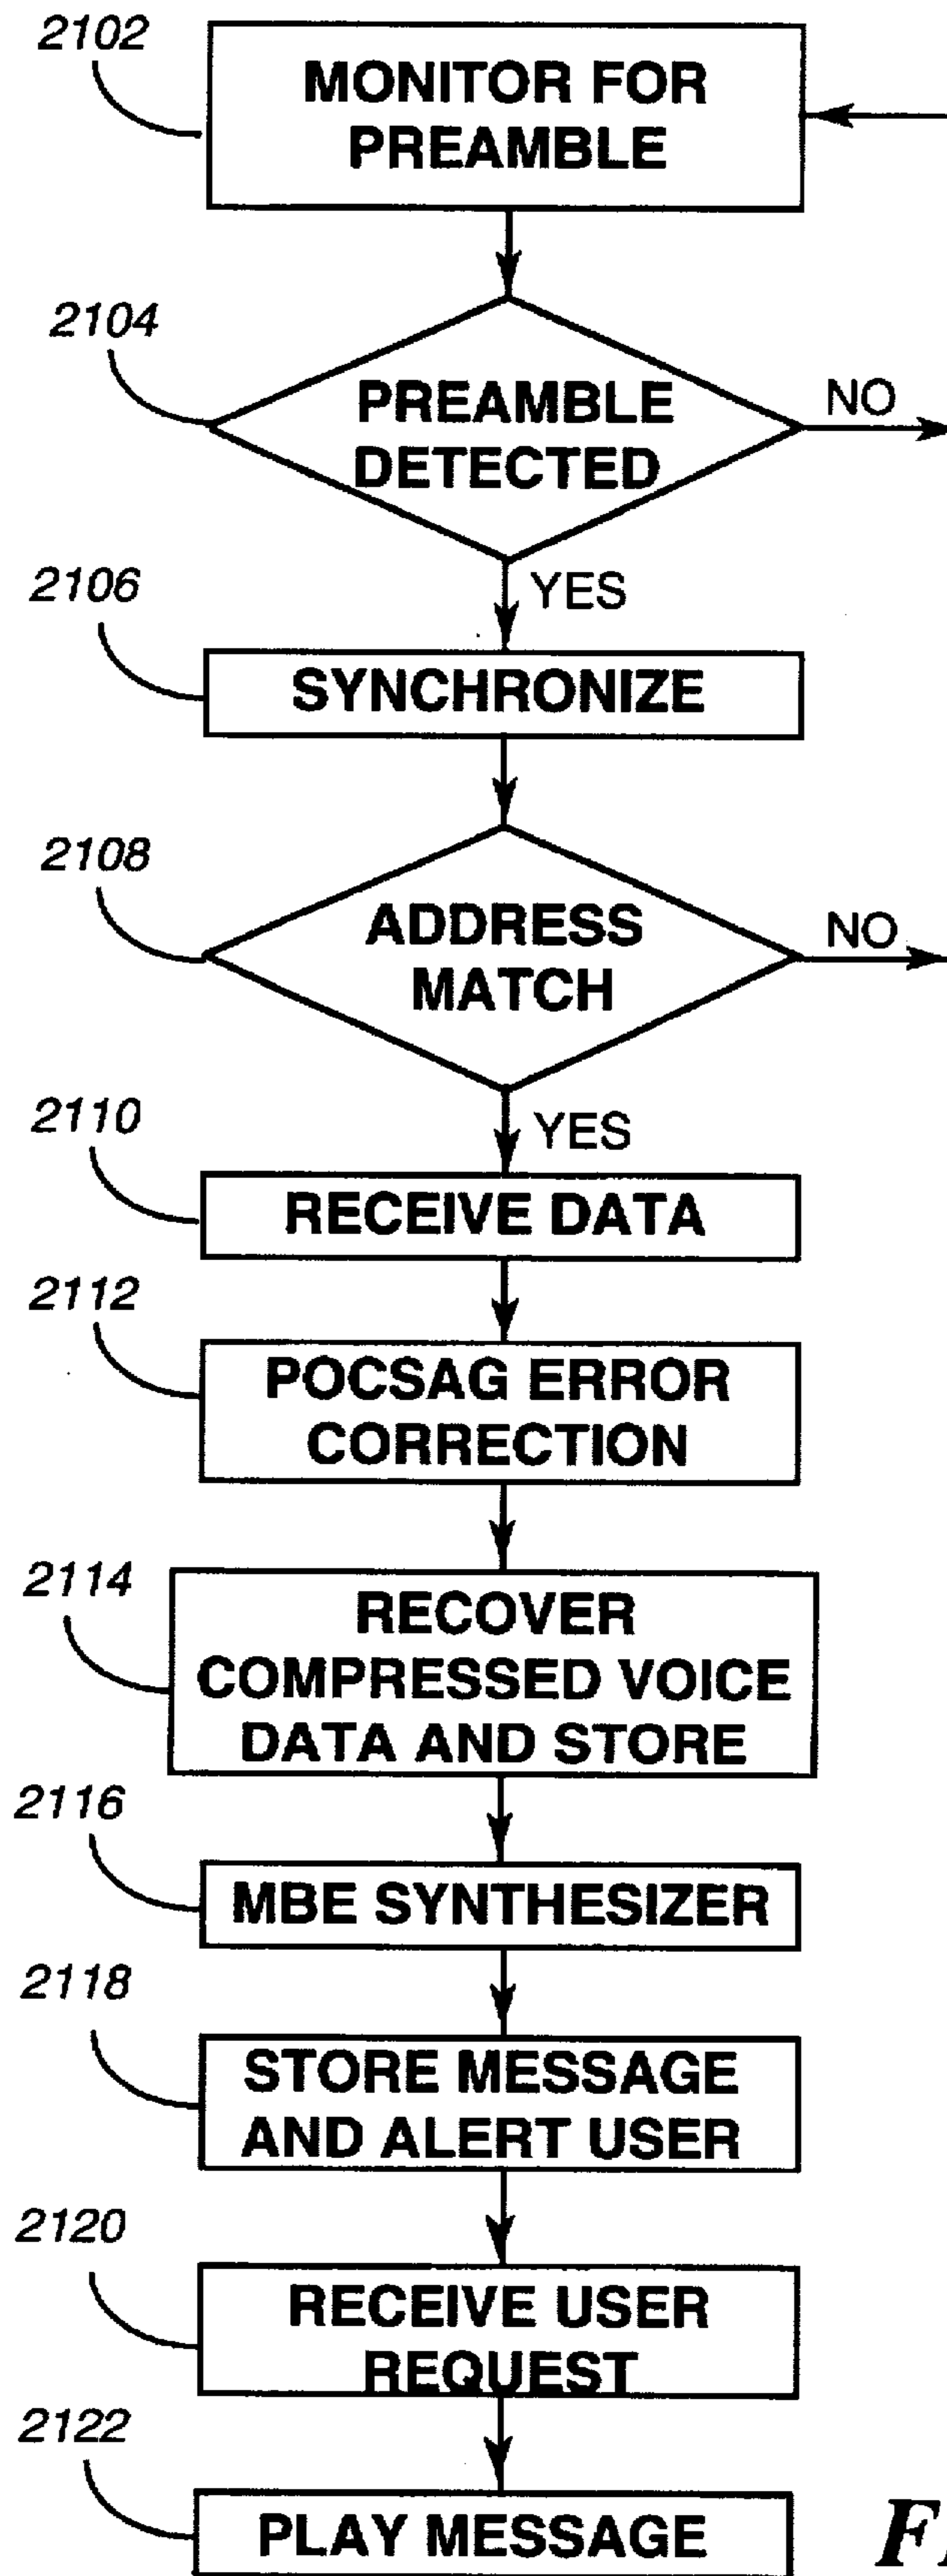 2102
MONITOR FOR
PREAMBLE
2104
PREAMBLE
DETECTED
NO
YES
2106
SYNCHRONIZE
2108
ADDRESS
MATCH
NO
YES
2110
RECEIVE DATA
2112
POCSAG ERROR
CORRECTION
2114
RECOVER
COMPRESSED VOICE
DATA AND STORE
2116
MBE SYNTHESIZER
2118
STORE MESSAGE
AND ALERT USER
2120
RECEIVE USER
REQUEST
2122
PLAY MESSAGE